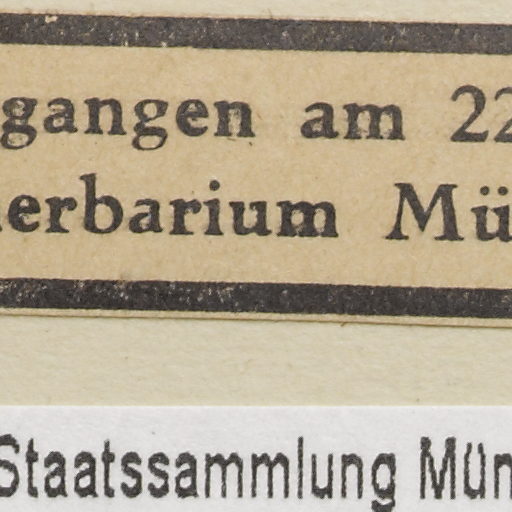 gangen am 22
erbarium Mü
Staatssammlung Mün